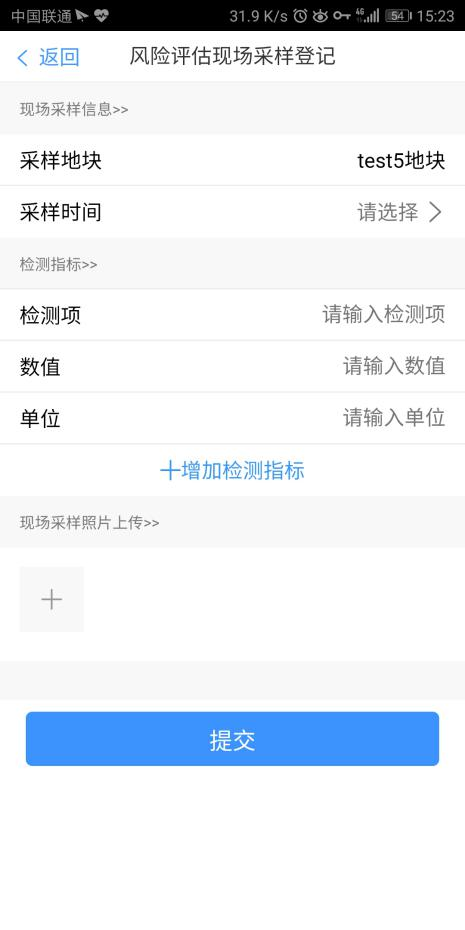 中国联通 31.9 K/s 4G 54 15:23
返回 风险评估现场采样登记
现场采样信息>>
采样地块 test5地块
采样时间 请选择
检测指标>>
检测项 请输入检测项
数值 请输入数值
单位 请输入单位
十增加检测指标
现场采样照片上传>>
提交